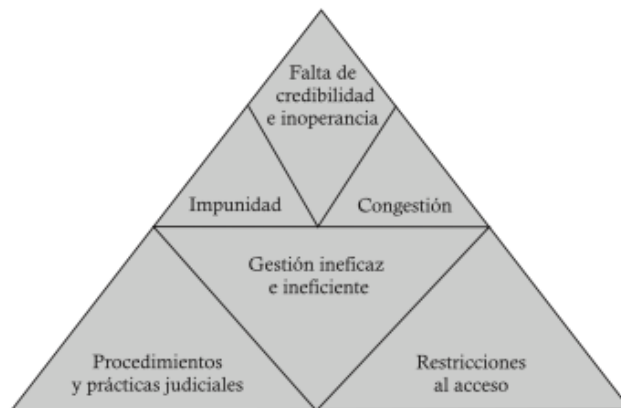 Falta de
credibilidad
e inoperancia
Impunidad
Congestión
Gestión ineficaz
e ineficiente
Procedimientos
y prácticas judiciales
Restricciones
al acceso